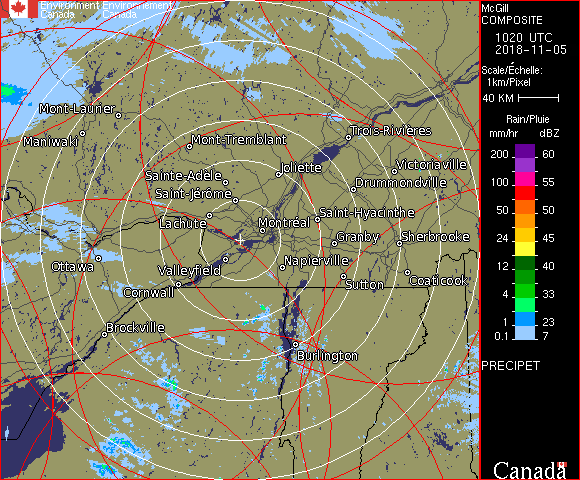 Environment Environnement
Canada Canada
McGill
COMPOSITE
1020 UTC
2018-11-05
Scale/Échelle:
1km/Pixel
40 KM
Rain/Pluie
mm/hr dBZ
200 60
100 55
50 50
24 45
12 40
4 33
1 23
0.1 7
PRECIPET
Canada
Mont-Laurier
Maniwaki
Mont-Tremblant
Trois-Rivières
Sainte-Adèle
Joliette
Victoriaville
Saint-Jérôme
Drummondville
Lachute
Montréal
Saint-Hyacinthe
Granby
Sherbrooke
Ottawa
Valleyfield
Napierville
Cornwall
Sutton
Coaticook
Brockville
Burlington